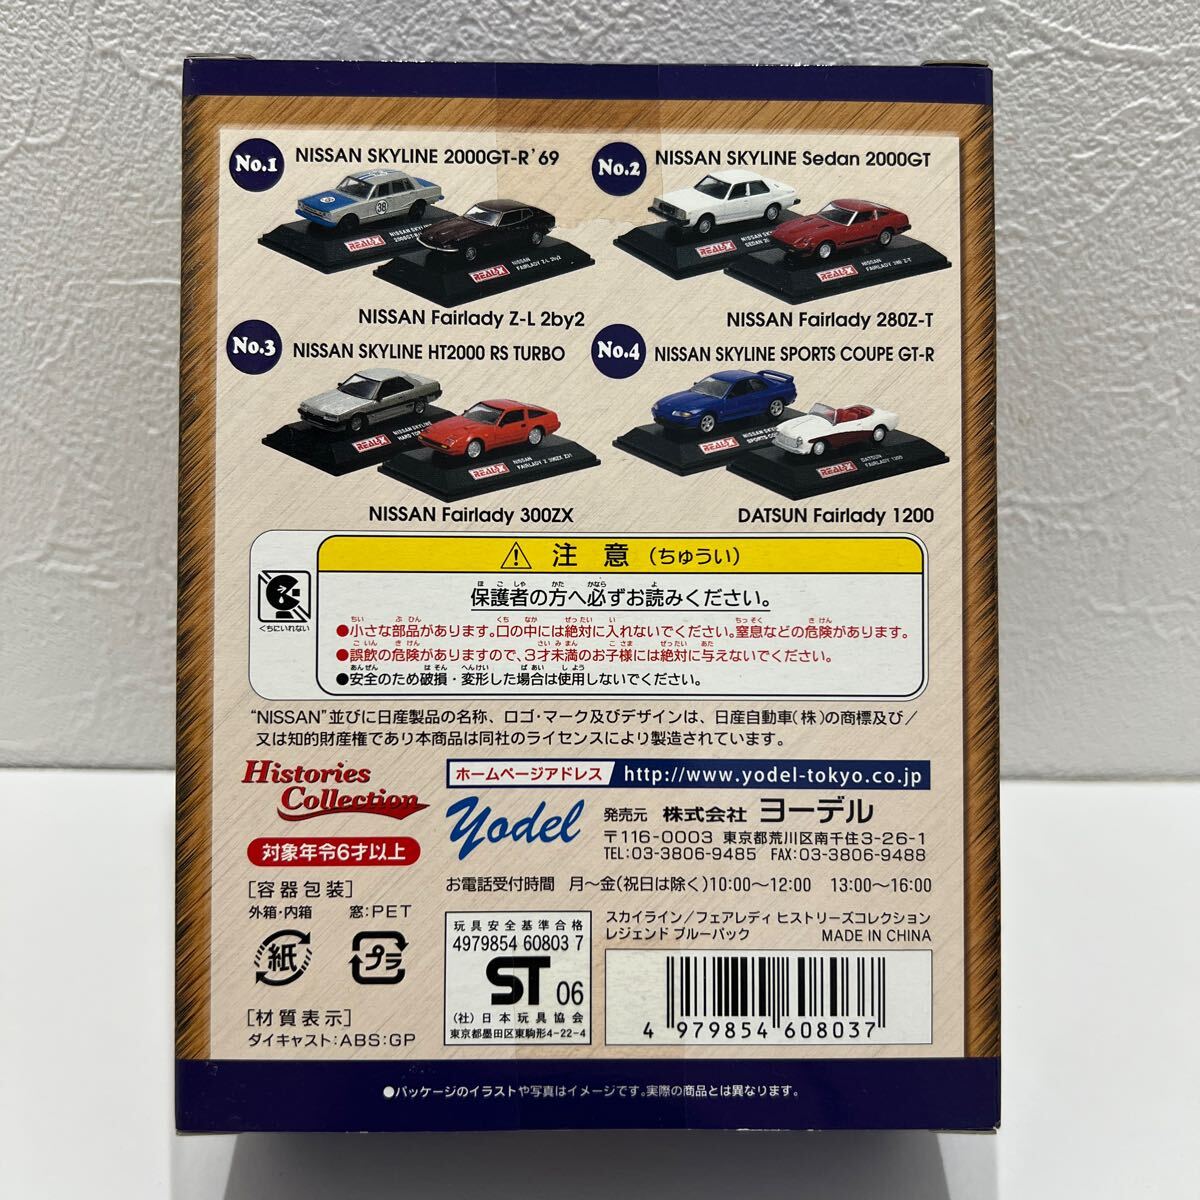 No.1
NISSAN SKYLINE 2000GT-R'69
REAL-X
NISSAN
FAIRLADY Z-L 2by2
NISSAN Fairlady Z-L 2by2
No.2
NISSAN SKYLINE Sedan 2000GT
REAL-X
NISSAN
FAIRLADY 280 Z-T
NISSAN Fairlady 280Z-T
No.3
NISSAN SKYLINE HT2000 RS TURBO
REAL-X
NISSAN
FAIRLADY Z 300ZX Z31
NISSAN Fairlady 300ZX
No.4
NISSAN SKYLINE SPORTS COUPE GT-R
REAL-X
DATSUN
FAIRLADY 1200
DATSUN Fairlady 1200
くちにいれない
⚠ 注意(ちゅうい)
保護者の方へ必ずお読みください。
●小さな部品があります。口の中には絶対に入れないでください。窒息などの危険があります。
●誤飲の危険がありますので、3才未満のお子様には絶対に与えないでください。
●安全のため破損・変形した場合は使用しないでください。
“NISSAN”並びに日産製品の名称、ロゴ・マーク及びデザインは、日産自動車(株)の商標及び/
又は知的財産権であり本商品は同社のライセンスにより製造されています。
Histories
Collection
対象年令6才以上
ホームページアドレス http://www.yodel-tokyo.co.jp
Yodel
発売元 株式会社 ヨーデル
〒116-0003 東京都荒川区南千住3-26-1
TEL:03-3806-9485 FAX:03-3806-9488
お電話受付時間 月〜金(祝日は除く)10:00〜12:00 13:00〜16:00
[容器包装]
外箱・内箱 窓:PET
紙 プラ
[材質表示]
ダイキャスト:ABS:GP
玩具安全基準合格
4979854 60803 7
ST 06
(社)日本玩具協会
東京都墨田区東駒形4-22-4
スカイライン/フェアレディ ヒストリーズコレクション
レジェンド ブルーパック MADE IN CHINA
4 979854 608037
●パッケージのイラストや写真はイメージです。実際の商品とは異なります。